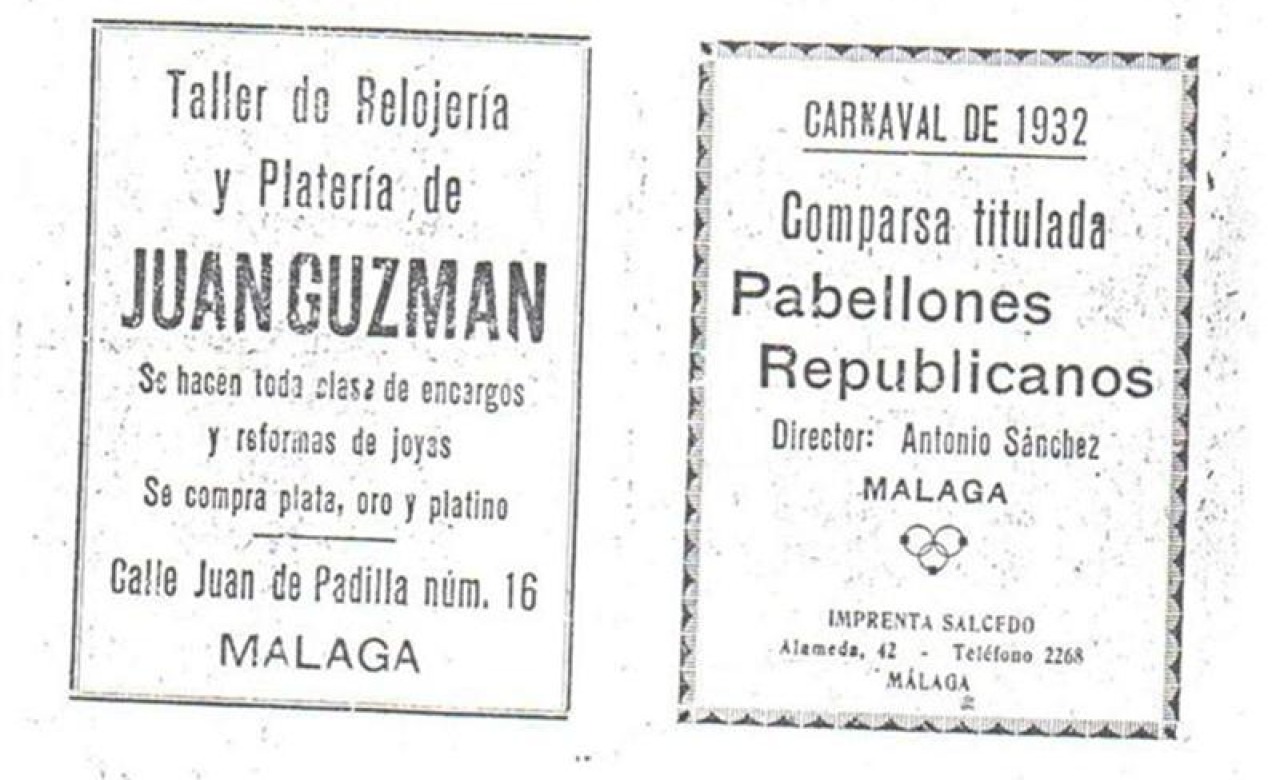 Taller de Relojería
y Platería de
JUAN GUZMAN
Se hacen toda clase de encargos
y reformas de joyas
Se compra plata, oro y platino
Calle Juan de Padilla núm. 16
MALAGA
CARNAVAL DE 1932
Comparsa titulada
Pabellones
Republicanos
Director: Antonio Sánchez
MALAGA
IMPRENTA SALCEDO
Alameda, 42 - Teléfono 2268
MÁLAGA